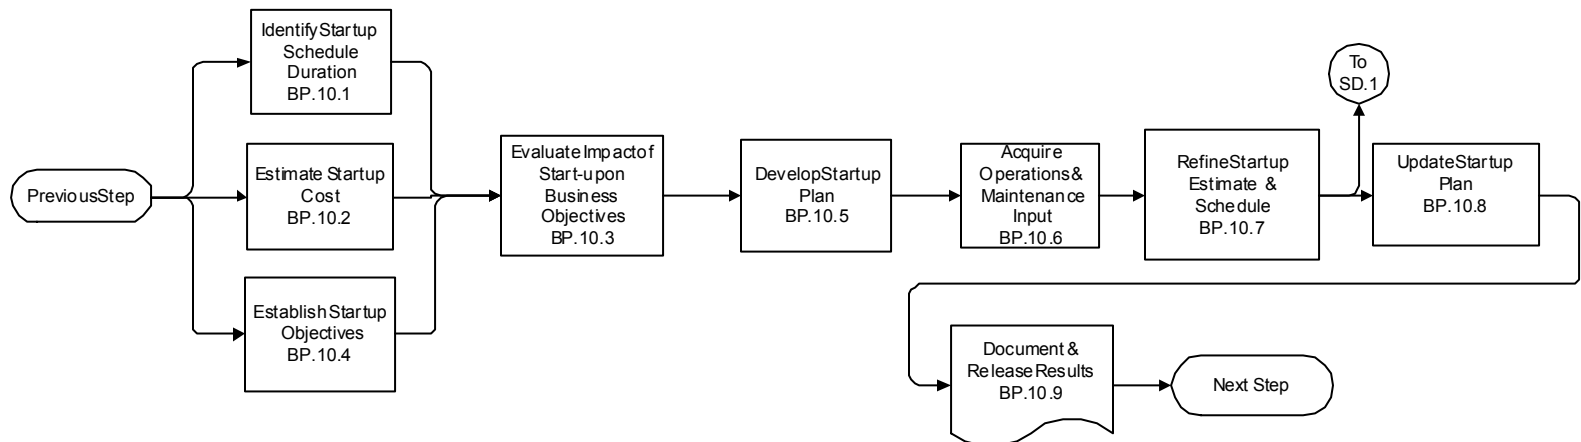 Previous Step
Identify Startup
Schedule
Duration
BP.10.1
Estimate Startup
Cost
BP.10.2
Establish Startup
Objectives
BP.10.4
Evaluate Impact of
Start-up on
Business
Objectives
BP.10.3
Develop Startup
Plan
BP.10.5
Acquire
Operations &
Maintenance
Input
BP.10.6
Refine Startup
Estimate &
Schedule
BP.10.7
To
SD.1
Update Startup
Plan
BP.10.8
Document &
Release Results
BP.10.9
Next Step